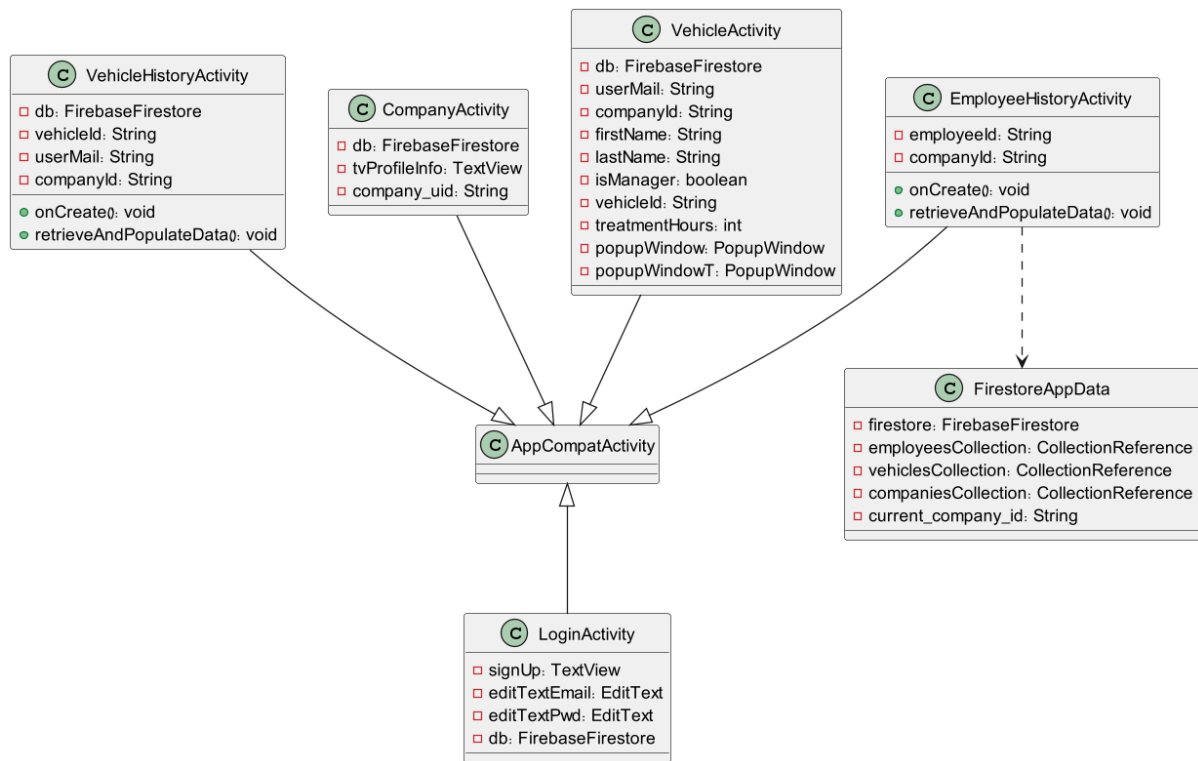 C VehicleHistoryActivity
db: FirebaseFirestore
vehicleId: String
userMail: String
companyId: String
onCreate(): void
retrieveAndPopulateData(): void
C CompanyActivity
db: FirebaseFirestore
tvProfileInfo: TextView
company_uid: String
C VehicleActivity
db: FirebaseFirestore
userMail: String
companyId: String
firstName: String
lastName: String
isManager: boolean
vehicleId: String
treatmentHours: int
popupWindow: PopupWindow
popupWindowT: PopupWindow
C EmployeeHistoryActivity
employeeId: String
companyId: String
onCreate(): void
retrieveAndPopulateData(): void
C AppCompatActivity
C FirestoreAppData
firestore: FirebaseFirestore
employeesCollection: CollectionReference
vehiclesCollection: CollectionReference
companiesCollection: CollectionReference
current_company_id: String
C LoginActivity
signUp: TextView
editTextEmail: EditText
editTextPwd: EditText
db: FirebaseFirestore